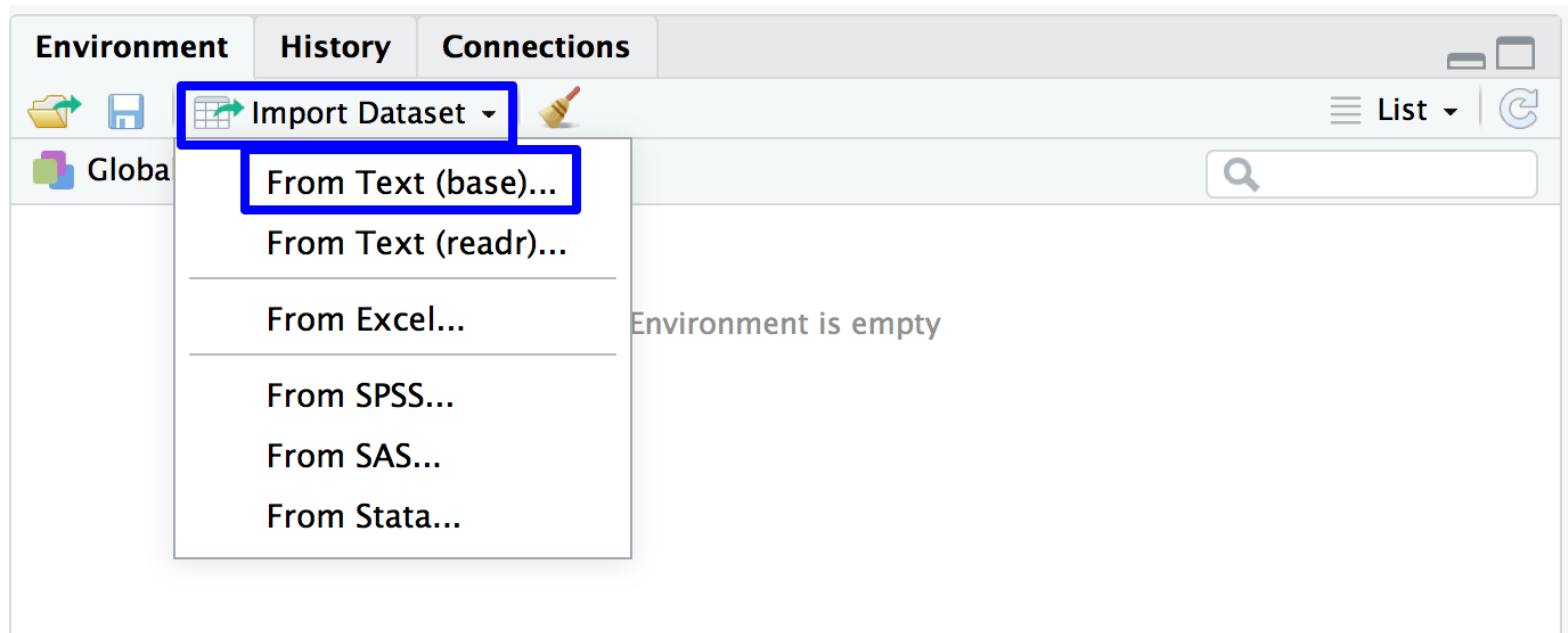 Environment History Connections
Import Dataset List
Globa
From Text (base)...
From Text (readr)...
From Excel...
Environment is empty
From SPSS...
From SAS...
From Stata...